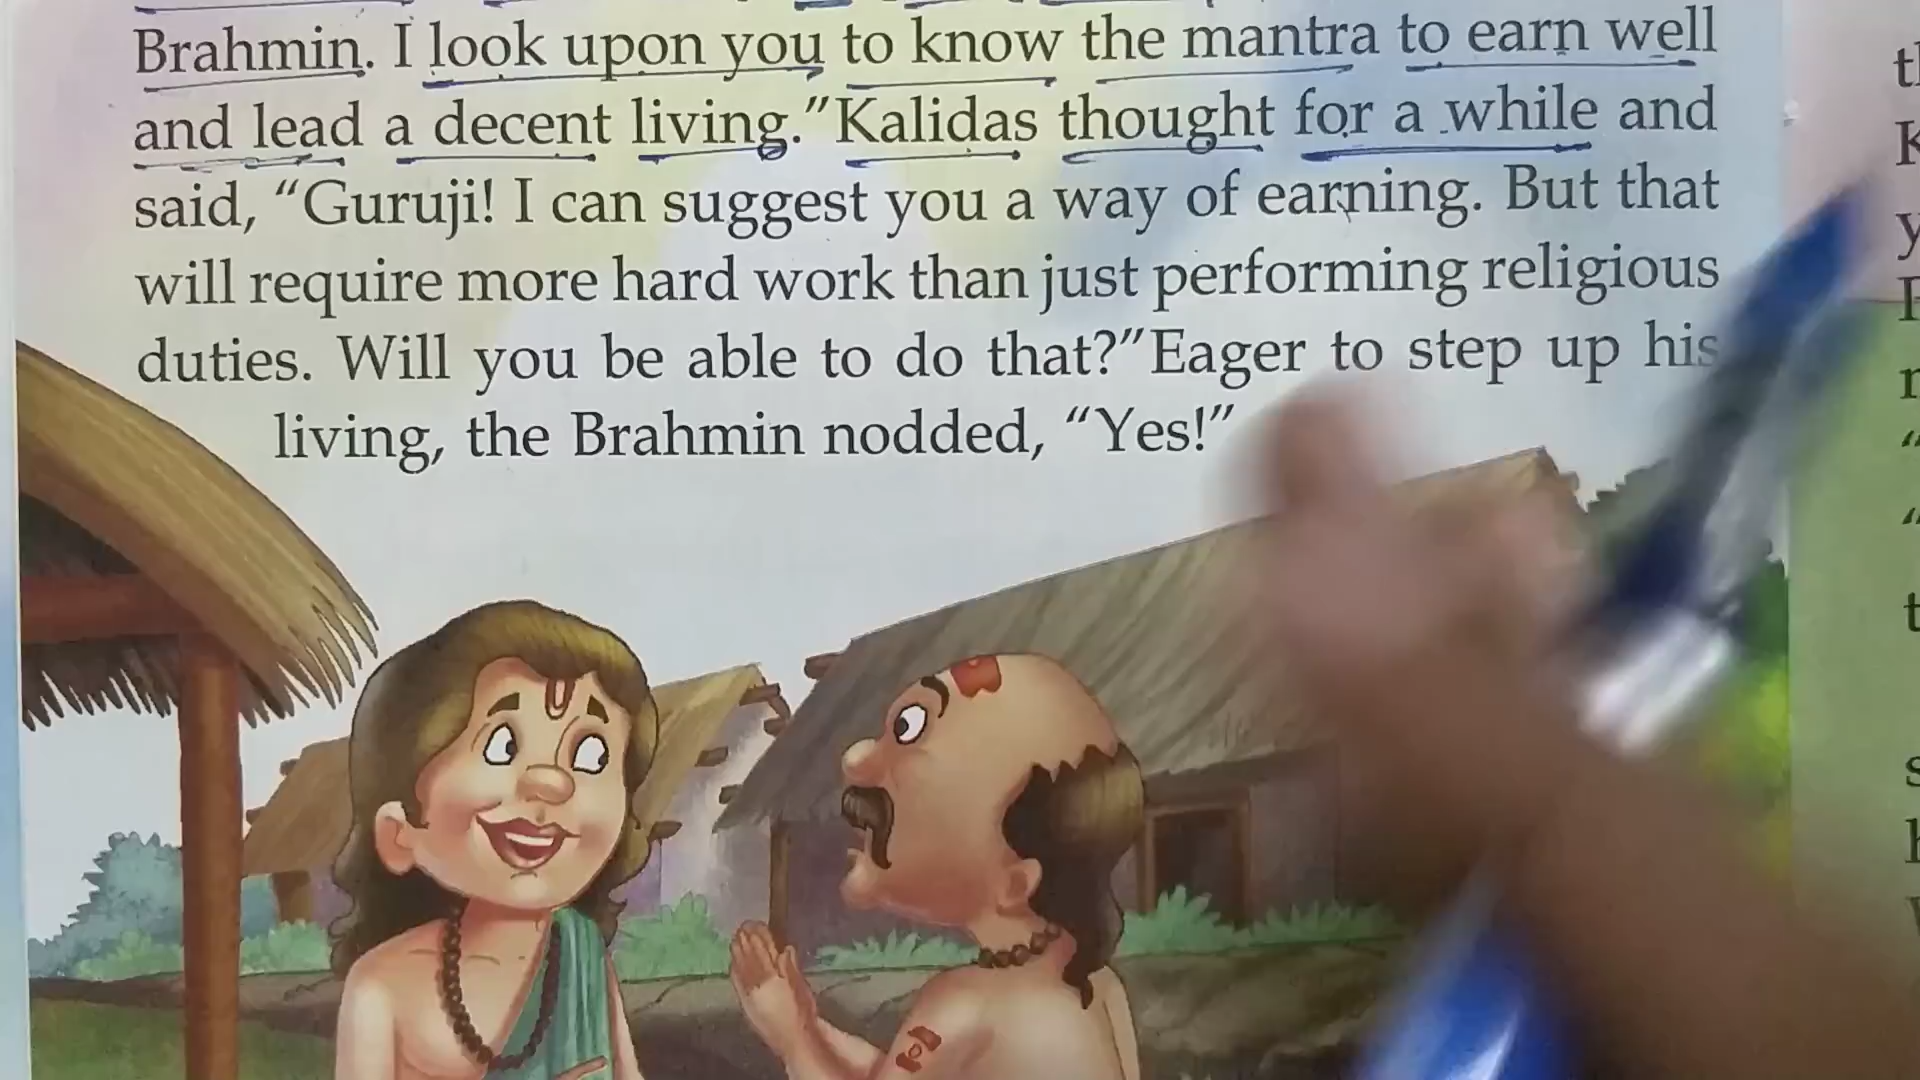 Brahmin. I look upon you to know the mantra to earn well
and lead a decent living."Kalidas thought for a while and
said, "Guruji! I can suggest you a way of earning. But that
will require more hard work than just performing religious
duties. Will you be able to do that?"Eager to step up his
living, the Brahmin nodded, "Yes!"